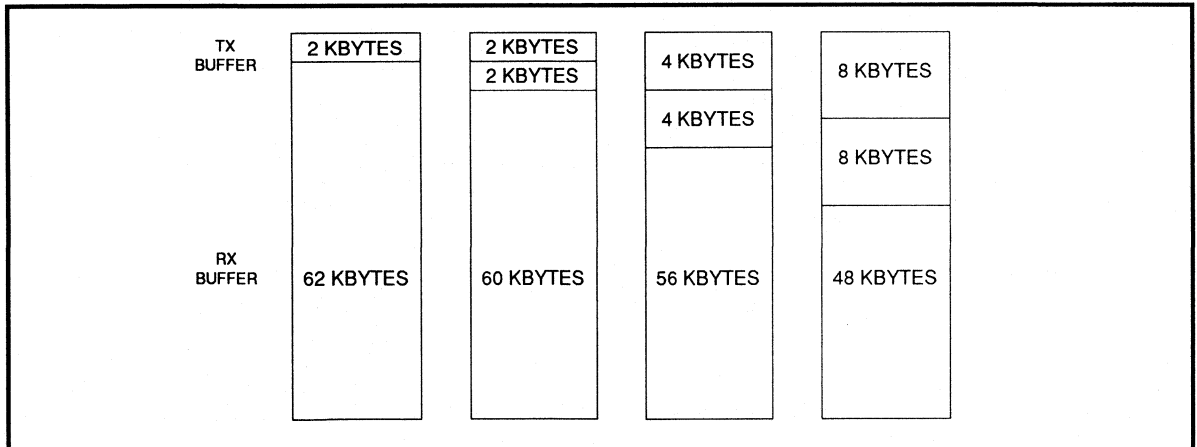 TX
BUFFER
2 KBYTES
2 KBYTES
2 KBYTES
4 KBYTES
4 KBYTES
8 KBYTES
8 KBYTES
RX
BUFFER
62 KBYTES
60 KBYTES
56 KBYTES
48 KBYTES